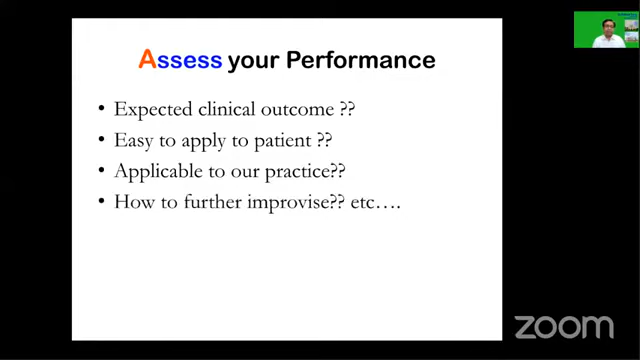 Assess your Performance
• Expected clinical outcome ??
• Easy to apply to patient ??
• Applicable to our practice??
• How to further improvise?? etc….
zoom